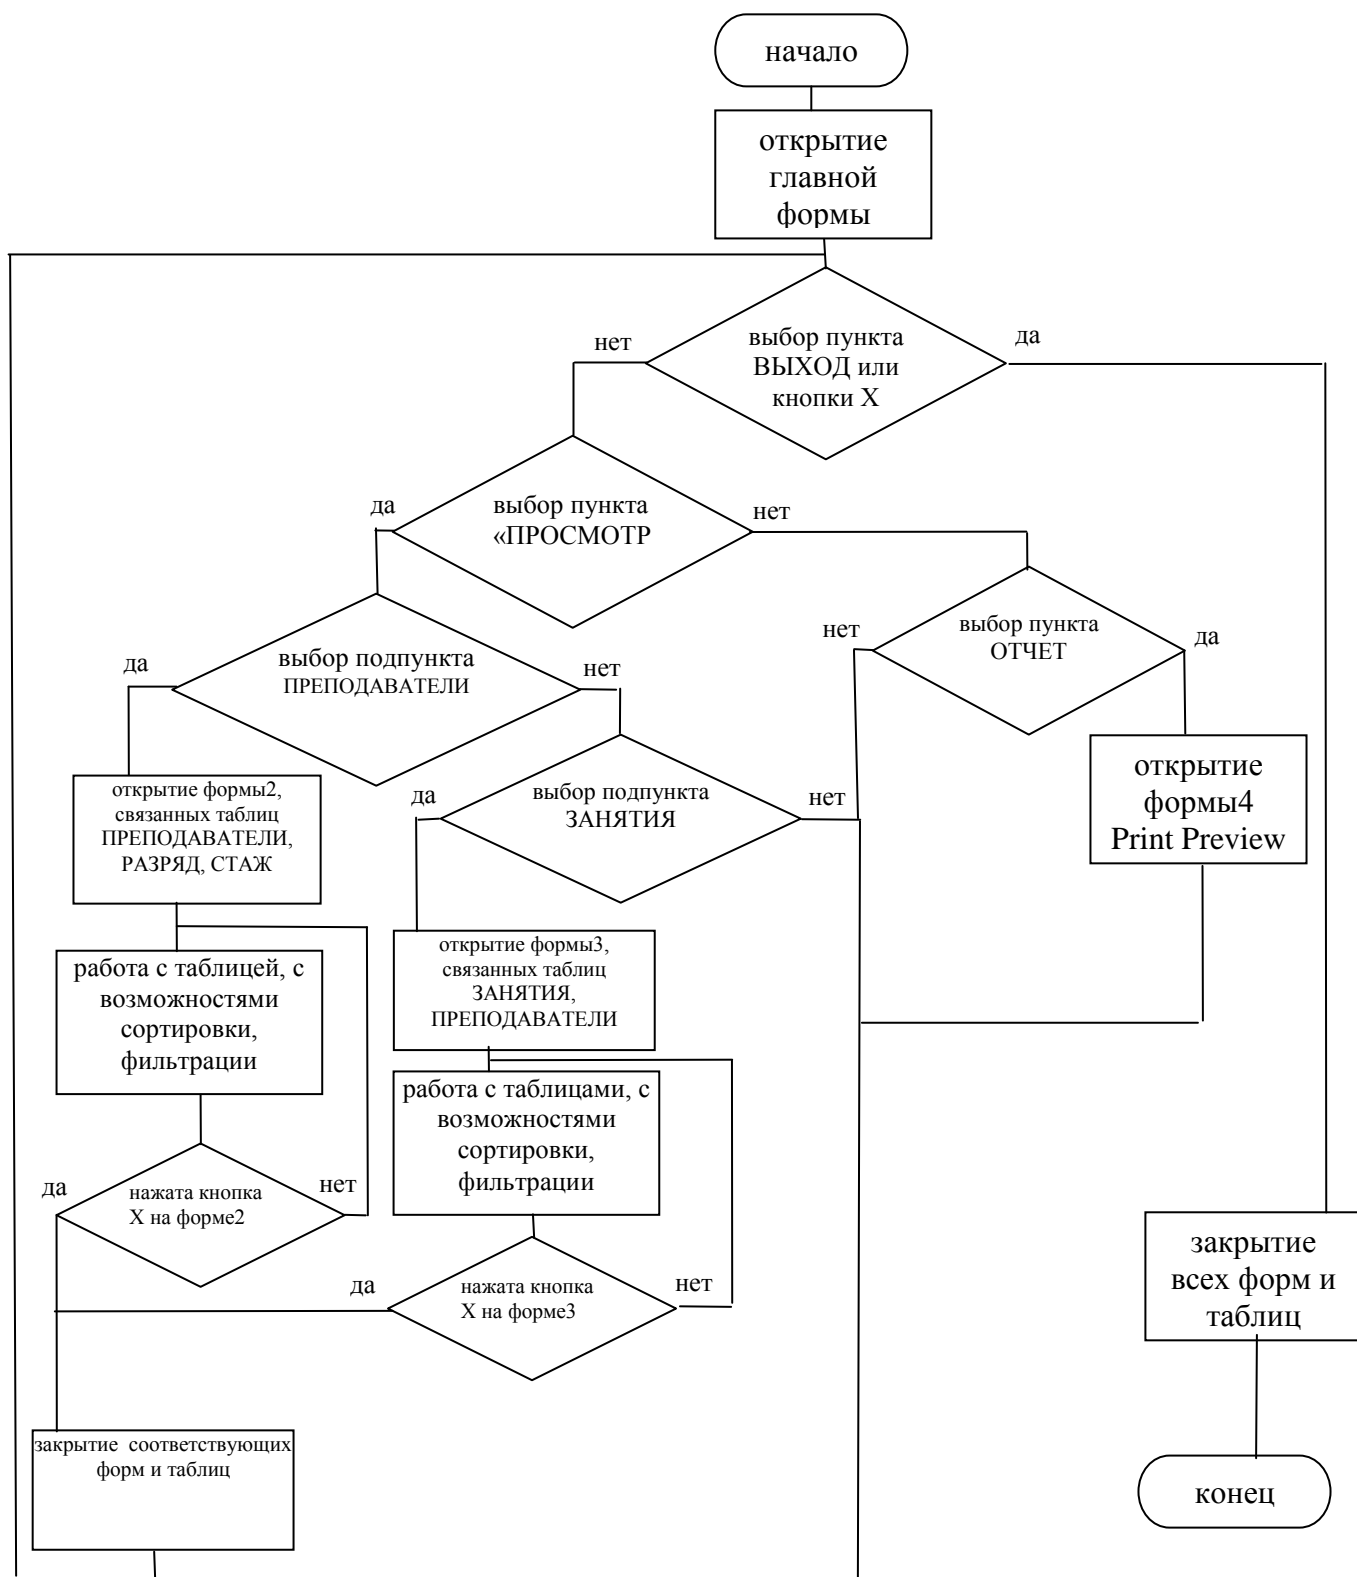 начало
открытие
главной
формы
выбор пункта
ВЫХОД или
кнопки X
нет
да
выбор пункта
«ПРОСМОТР
да
нет
выбор пункта
ОТЧЕТ
нет
да
выбор подпункта
ПРЕПОДАВАТЕЛИ
да
нет
открытие
формы4
Print Preview
открытие формы2,
связанных таблиц
ПРЕПОДАВАТЕЛИ,
РАЗРЯД, СТАЖ
выбор подпункта
ЗАНЯТИЯ
да
нет
открытие формы3,
связанных таблиц
ЗАНЯТИЯ,
ПРЕПОДАВАТЕЛИ
работа с таблицей, с
возможностями
сортировки,
фильтрации
работа с таблицами, с
возможностями
сортировки,
фильтрации
да
нажата кнопка
X на форме2
нет
да
нажата кнопка
X на форме3
нет
закрытие
всех форм и
таблиц
закрытие соответствующих
форм и таблиц
конец